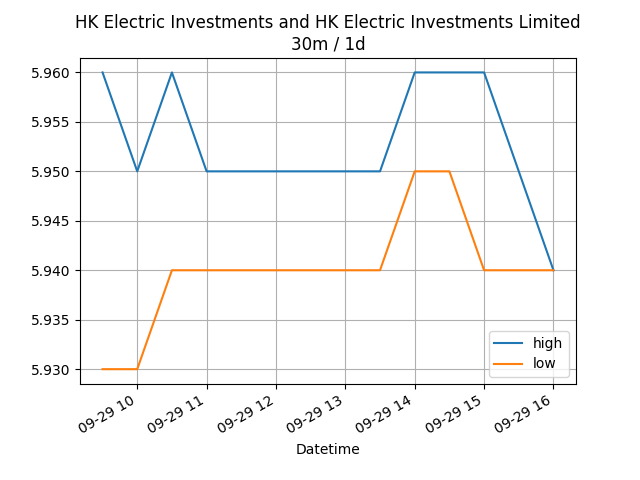 HK Electric Investments and HK Electric Investments Limited
30m / 1d
5.960
5.955
5.950
5.945
5.940
5.935
5.930
high
low
09-29 10
09-29 11
09-29 12
09-29 13
09-29 14
09-29 15
09-29 16
Datetime